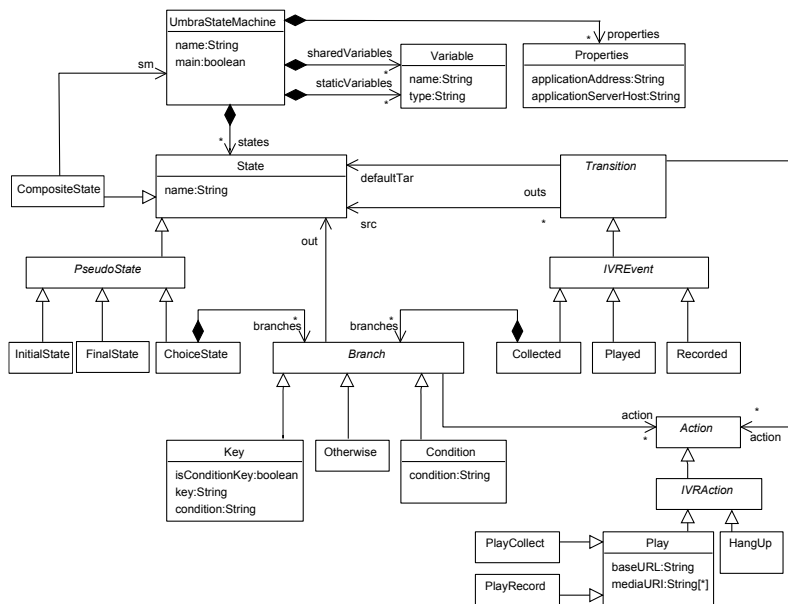 UmbraStateMachine
name:String
main:boolean
*
properties
Properties
applicationAddress:String
applicationServerHost:String
sharedVariables
*
staticVariables
*
Variable
name:String
type:String
sm
*
states
State
name:String
CompositeState
defaultTar
Transition
outs
src
*
out
PseudoState
IVREvent
InitialState
FinalState
ChoiceState
*
branches
Branch
*
branches
Collected
Played
Recorded
Key
isConditionKey:boolean
key:String
condition:String
Otherwise
Condition
condition:String
action
*
Action
*
action
IVRAction
PlayCollect
PlayRecord
Play
baseURL:String
mediaURI:String[*]
HangUp